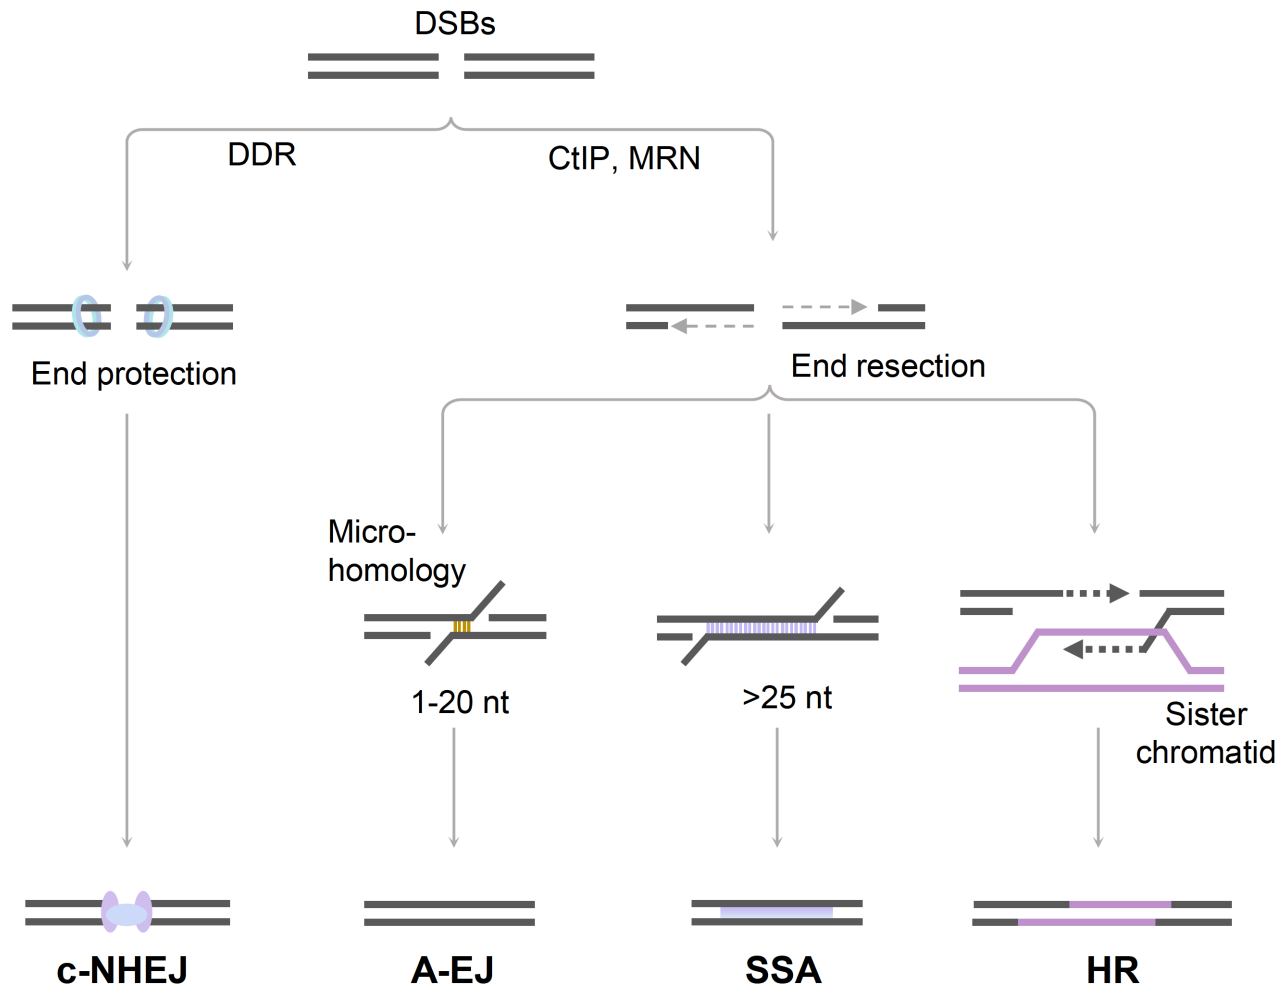 DSBs
DDR
CtIP, MRN
End protection
End resection
Micro-
homology
1-20 nt
>25 nt
Sister
chromatid
c-NHEJ
A-EJ
SSA
HR